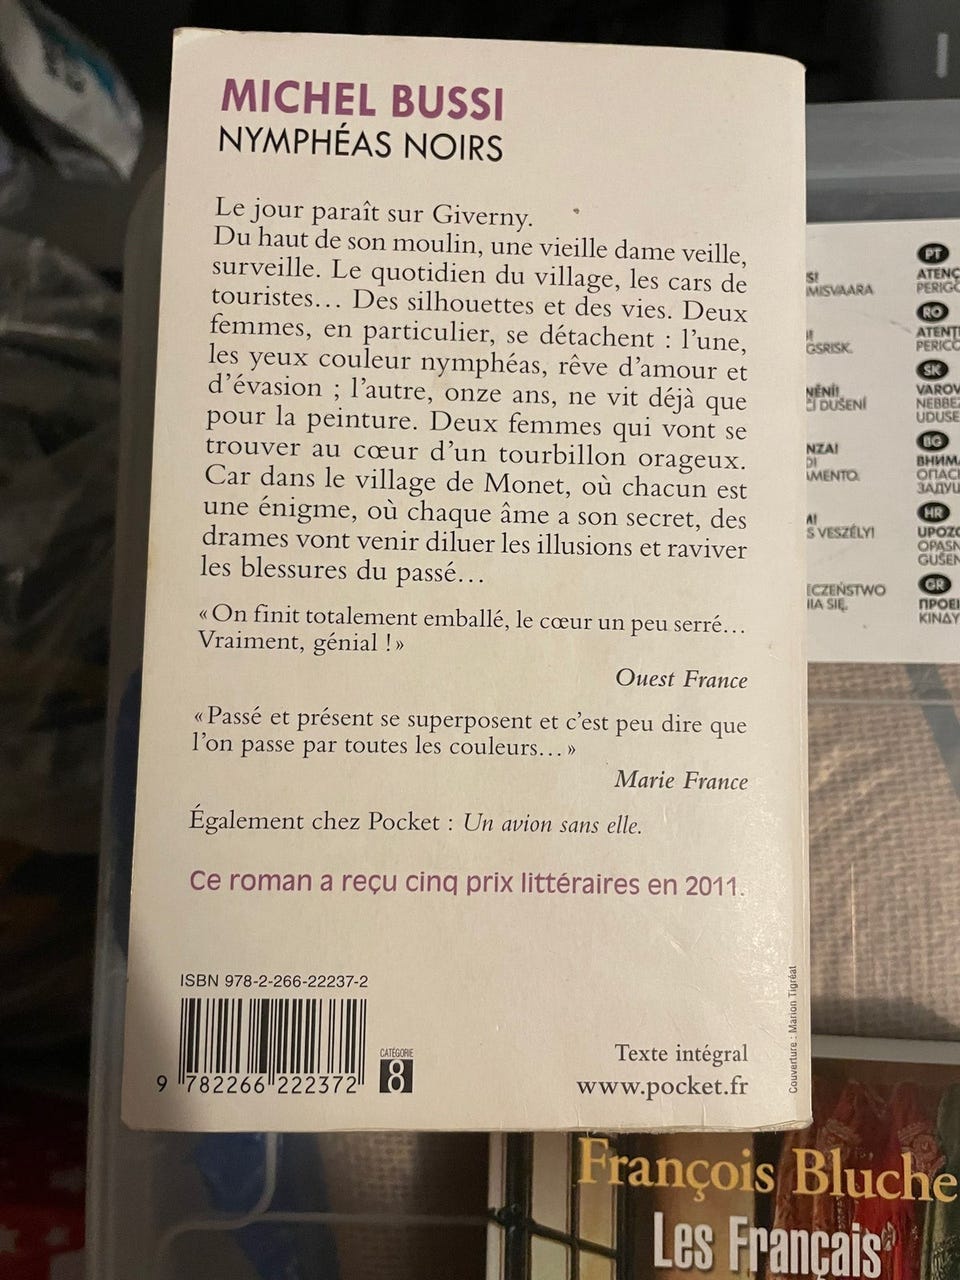 MICHEL BUSSI
NYMPHÉAS NOIRS
Le jour paraît sur Giverny.
Du haut de son moulin, une vieille dame veille,
surveille. Le quotidien du village, les cars de
touristes... Des silhouettes et des vies. Deux
femmes, en particulier, se détachent : l'une,
les yeux couleur nymphéas, rêve d'amour et
d'évasion ; l'autre, onze ans, ne vit déjà que
pour la peinture. Deux femmes qui vont se
trouver au cœur d'un tourbillon orageux.
Car dans le village de Monet, où chacun est
une énigme, où chaque âme a son secret, des
drames vont venir diluer les illusions et raviver
les blessures du passé...
« On finit totalement emballé, le cœur un peu serré...
Vraiment, génial ! »
Ouest France
« Passé et présent se superposent et c'est peu dire que
l'on passe par toutes les couleurs... »
Marie France
Également chez Pocket : Un avion sans elle.
Ce roman a reçu cinq prix littéraires en 2011.
ISBN 978-2-266-22237-2
9 782266 222372
CATÉGORIE
8
Texte intégral
www.pocket.fr
Couverture : Marion Tigréat
MISVAARA
GSRISK.
DUŠENÍ
S VESZÉLY!
PT
RO
SK
BG
HR
GR
François Bluche
Les Français